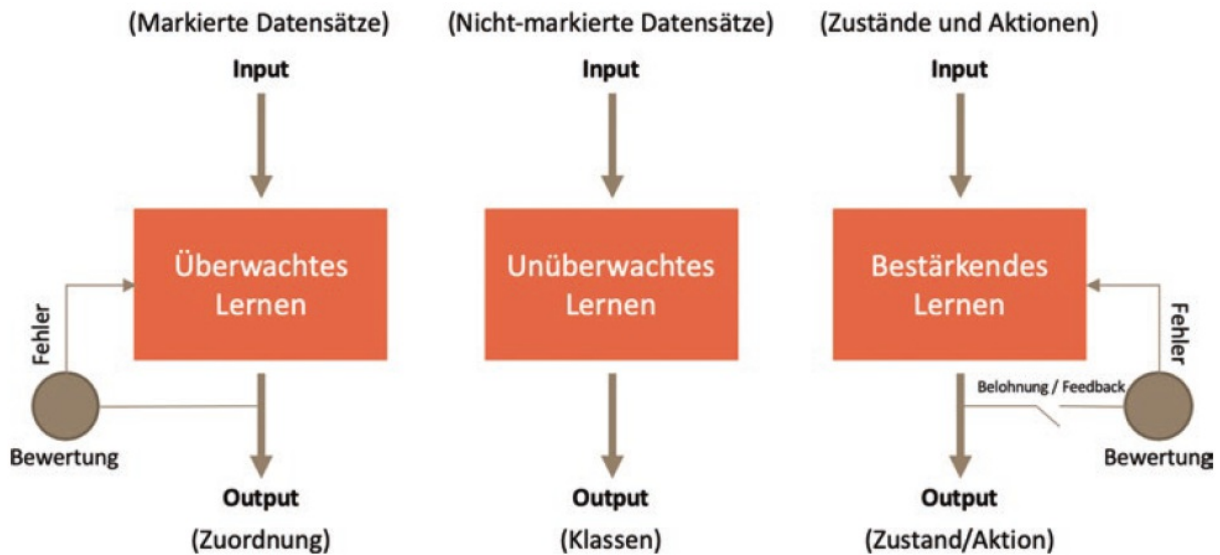 (Markierte Datensätze)
Input
Überwachtes
Lernen
Fehler
Bewertung
Output
(Zuordnung)
(Nicht-markierte Datensätze)
Input
Unüberwachtes
Lernen
Output
(Klassen)
(Zustände und Aktionen)
Input
Bestärkendes
Lernen
Fehler
Belohnung / Feedback
Bewertung
Output
(Zustand/Aktion)